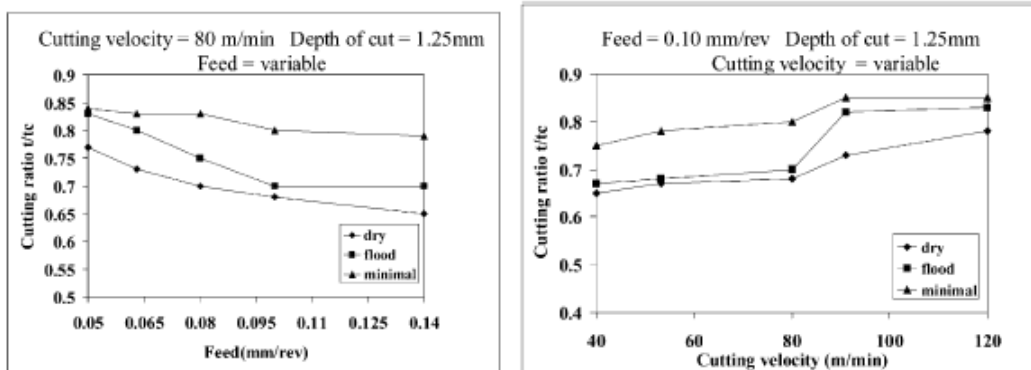 Cutting velocity = 80 m/min Depth of cut = 1.25mm
Feed = variable
Cutting ratio t/tc
0.9
0.85
0.8
0.75
0.7
0.65
0.6
0.55
0.5
dry
flood
minimal
0.05 0.065 0.08 0.095 0.11 0.125 0.14
Feed(mm/rev)
Feed = 0.10 mm/rev Depth of cut = 1.25mm
Cutting velocity = variable
Cutting ratio t/tc
0.9
0.8
0.7
0.6
0.5
0.4
dry
flood
minimal
40 60 80 100 120
Cutting velocity (m/min)